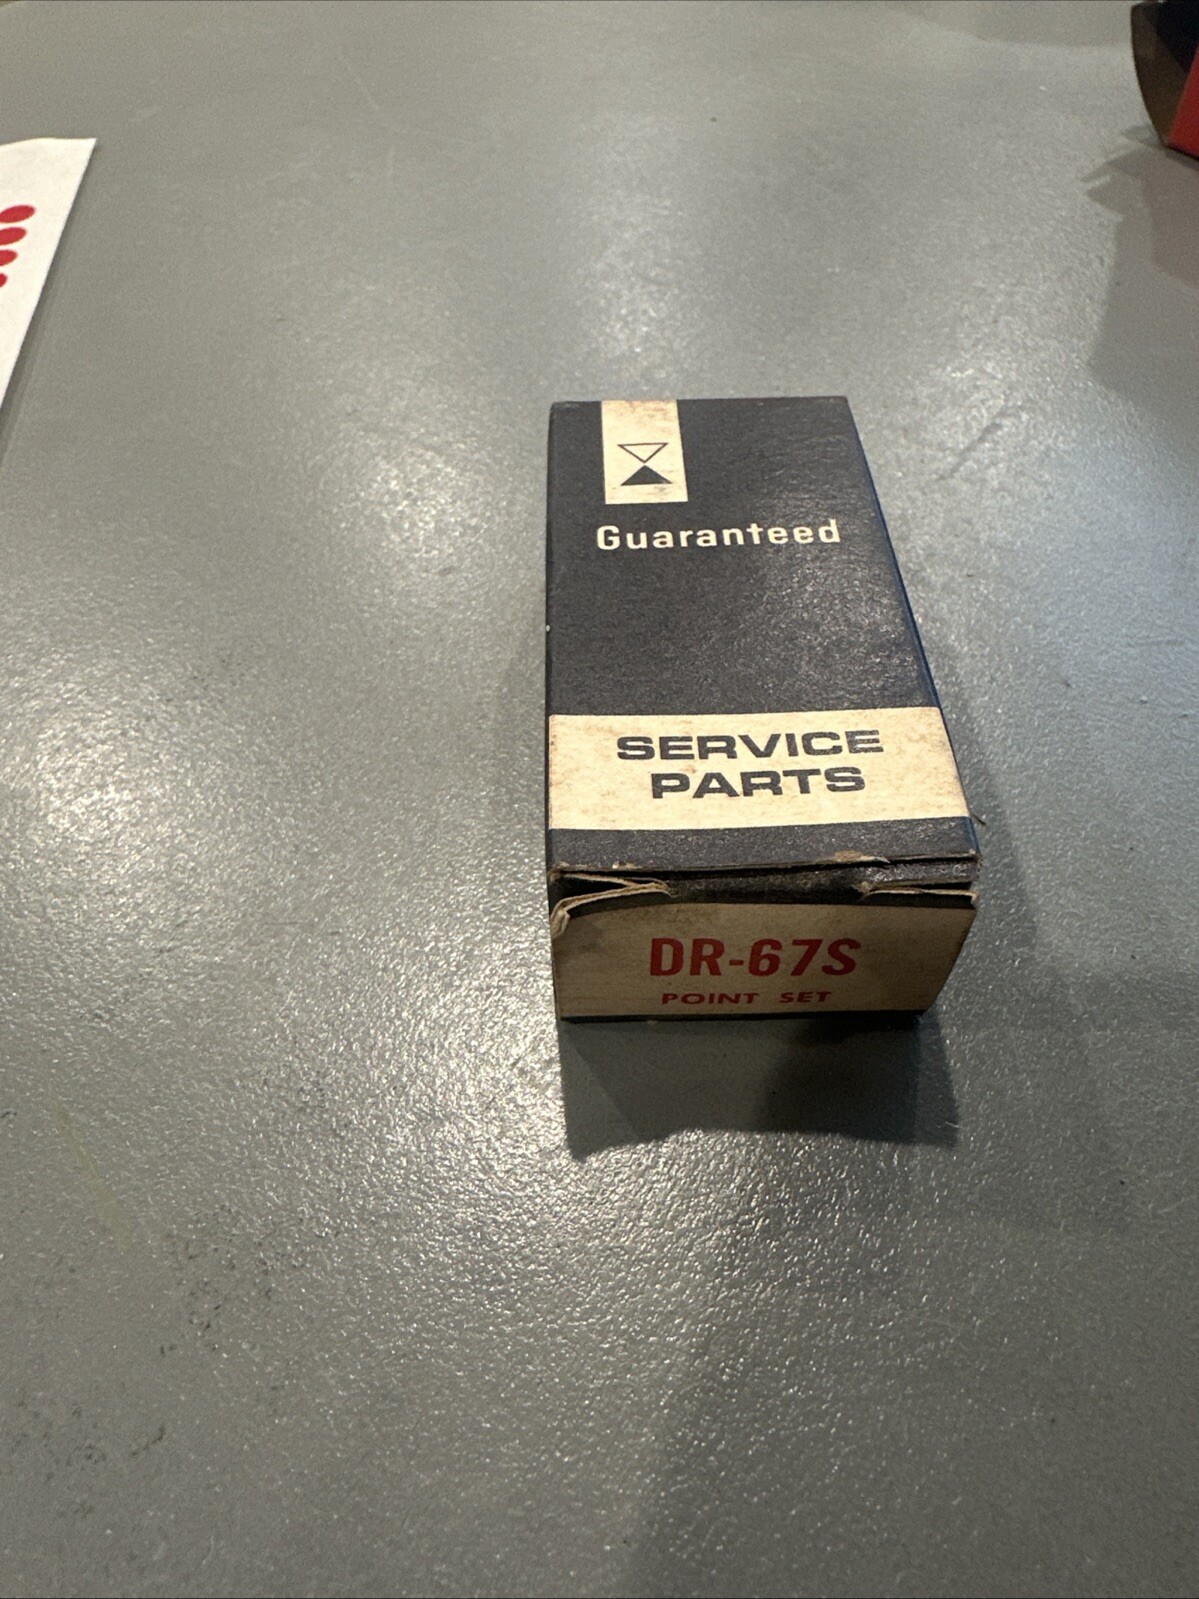 Guaranteed
SERVICE
PARTS
DR-67S
POINT SET